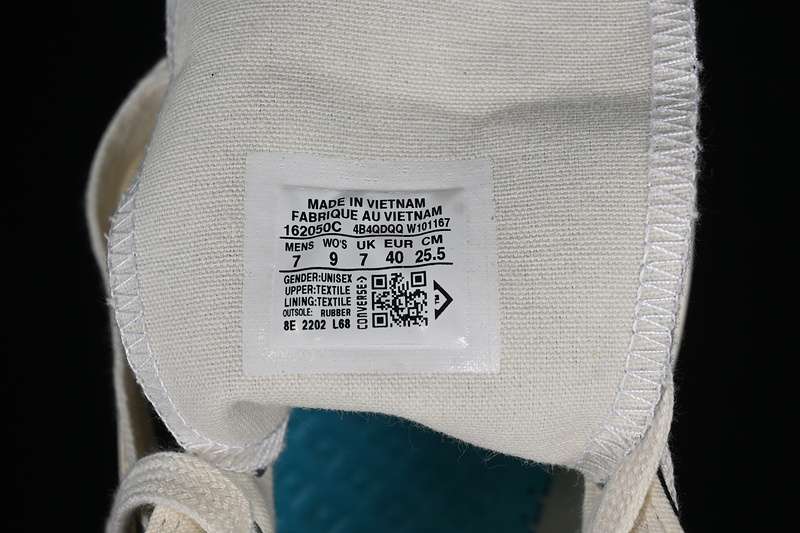 MADE IN VIETNAM
FABRIQUE AU VIETNAM
162050C 4B4QDQQ W101167
MENS WO'S UK EUR CM
7 9 7 40 25.5
GENDER:UNISEX
UPPER:TEXTILE
LINING:TEXTILE
OUTSOLE: RUBBER
8E 2202 L68
CONVERSE